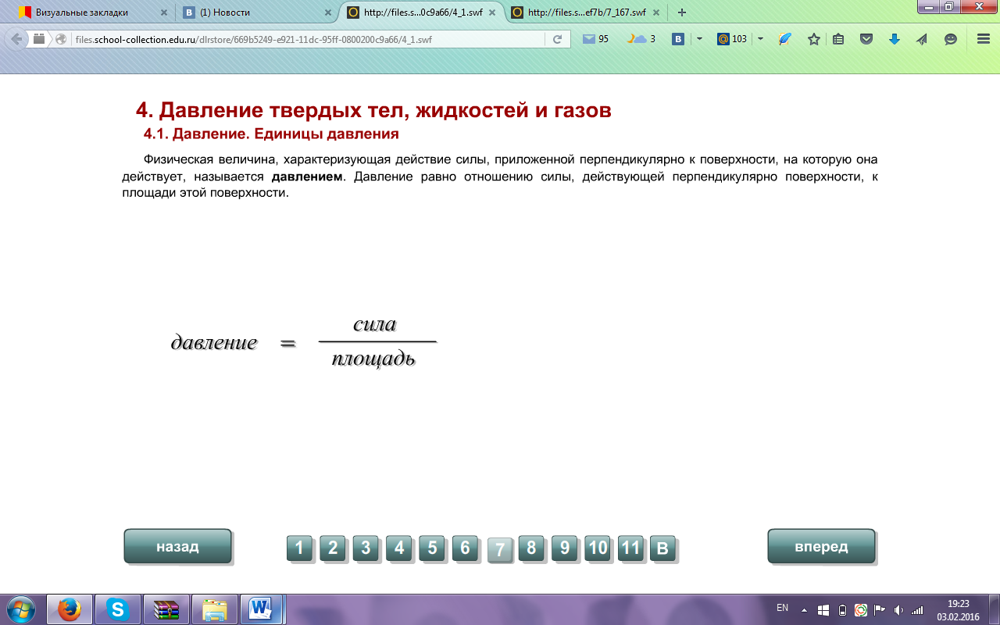 Визуальные закладки
(1) Новости
http://files.s...0c9a66/4_1.swf
http://files.s...ef7b/7_167.swf
files.school-collection.edu.ru/dlrstore/669b5249-e921-11dc-95ff-0800200c9a66/4_1.swf
95
3
B
@ 103
4. Давление твердых тел, жидкостей и газов
4.1. Давление. Единицы давления
Физическая величина, характеризующая действие силы, приложенной перпендикулярно к поверхности, на которую она
действует, называется давлением. Давление равно отношению силы, действующей перпендикулярно поверхности, к
площади этой поверхности.
давление = сила
площадь
назад 1 2 3 4 5 6 7 8 9 10 11 В вперед
EN
19:23
03.02.2016